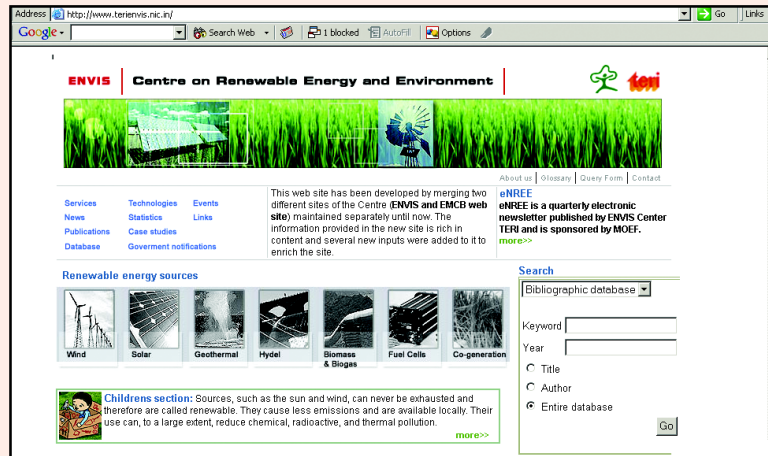 Address http://www.terienvis.nic.in/ Go Links
Google Search Web 1 blocked AutoFill Options
ENVIS Centre on Renewable Energy and Environment teri
About us Glossary Query Form Contact
Services Technologies Events
News Statistics Links
Publications Case studies
Database Goverment notifications
This web site has been developed by merging two
different sites of the Centre (ENVIS and EMCB web
site) maintained separately until now. The
information provided in the new site is rich in
content and several new inputs were added to it to
enrich the site.
eNREE
eNREE is a quarterly electronic
newsletter published by ENVIS Center
TERI and is sponsored by MOEF.
more>>
Renewable energy sources
Wind Solar Geothermal Hydel Biomass & Biogas Fuel Cells Co-generation
Search
Bibliographic database
Keyword
Year
Title
Author
Entire database
Go
Childrens section: Sources, such as the sun and wind, can never be exhausted and
therefore are called renewable. They cause less emissions and are available locally. Their
use can, to a large extent, reduce chemical, radioactive, and thermal pollution.
more>>